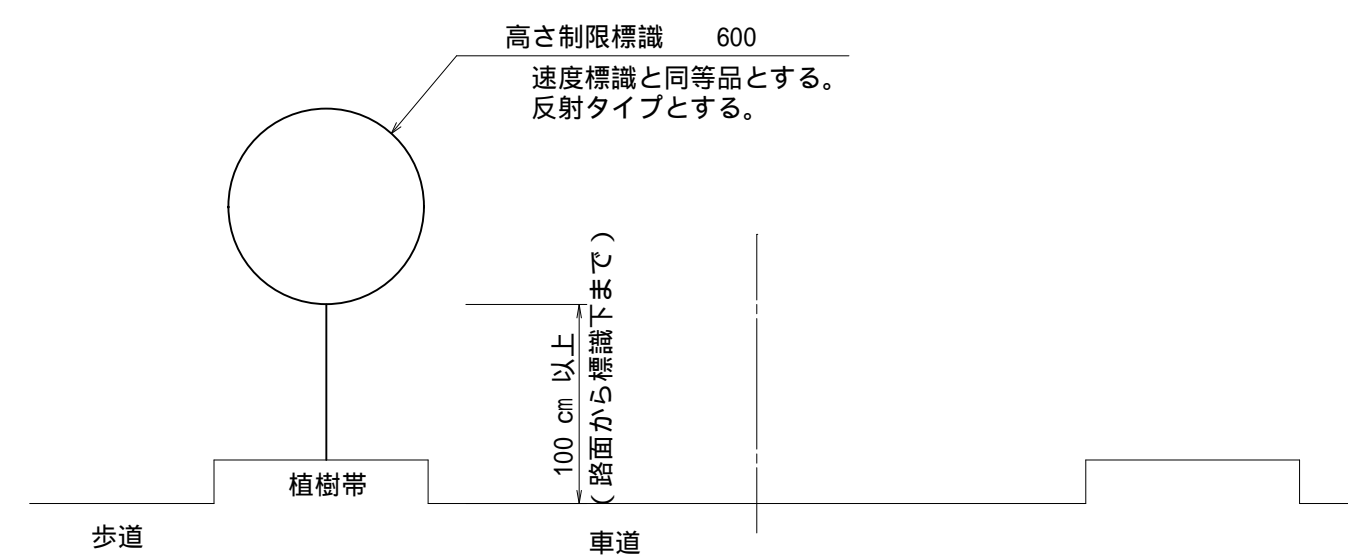 高さ制限標識 600
速度標識と同等品とする。
反射タイプとする。
100 cm 以上
(路面から標識下まで)
植樹帯
歩道
車道